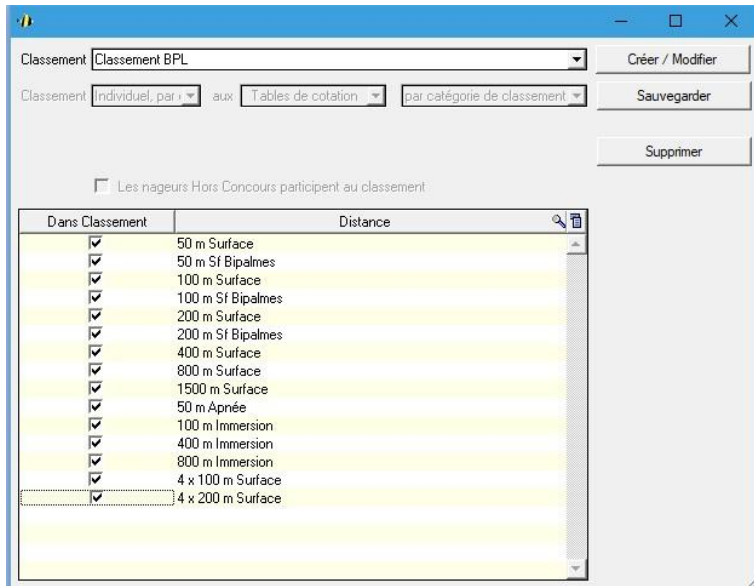 Classement Classement BPL Créer / Modifier
Classement Individuel, par aux Tables de cotation par catégorie de classement Sauvegarder
Supprimer
Les nageurs Hors Concours participent au classement
Dans Classement Distance
50 m Surface
50 m Sf Bipalmes
100 m Surface
100 m Sf Bipalmes
200 m Surface
200 m Sf Bipalmes
400 m Surface
800 m Surface
1500 m Surface
50 m Apnée
100 m Immersion
400 m Immersion
800 m Immersion
4 x 100 m Surface
4 x 200 m Surface